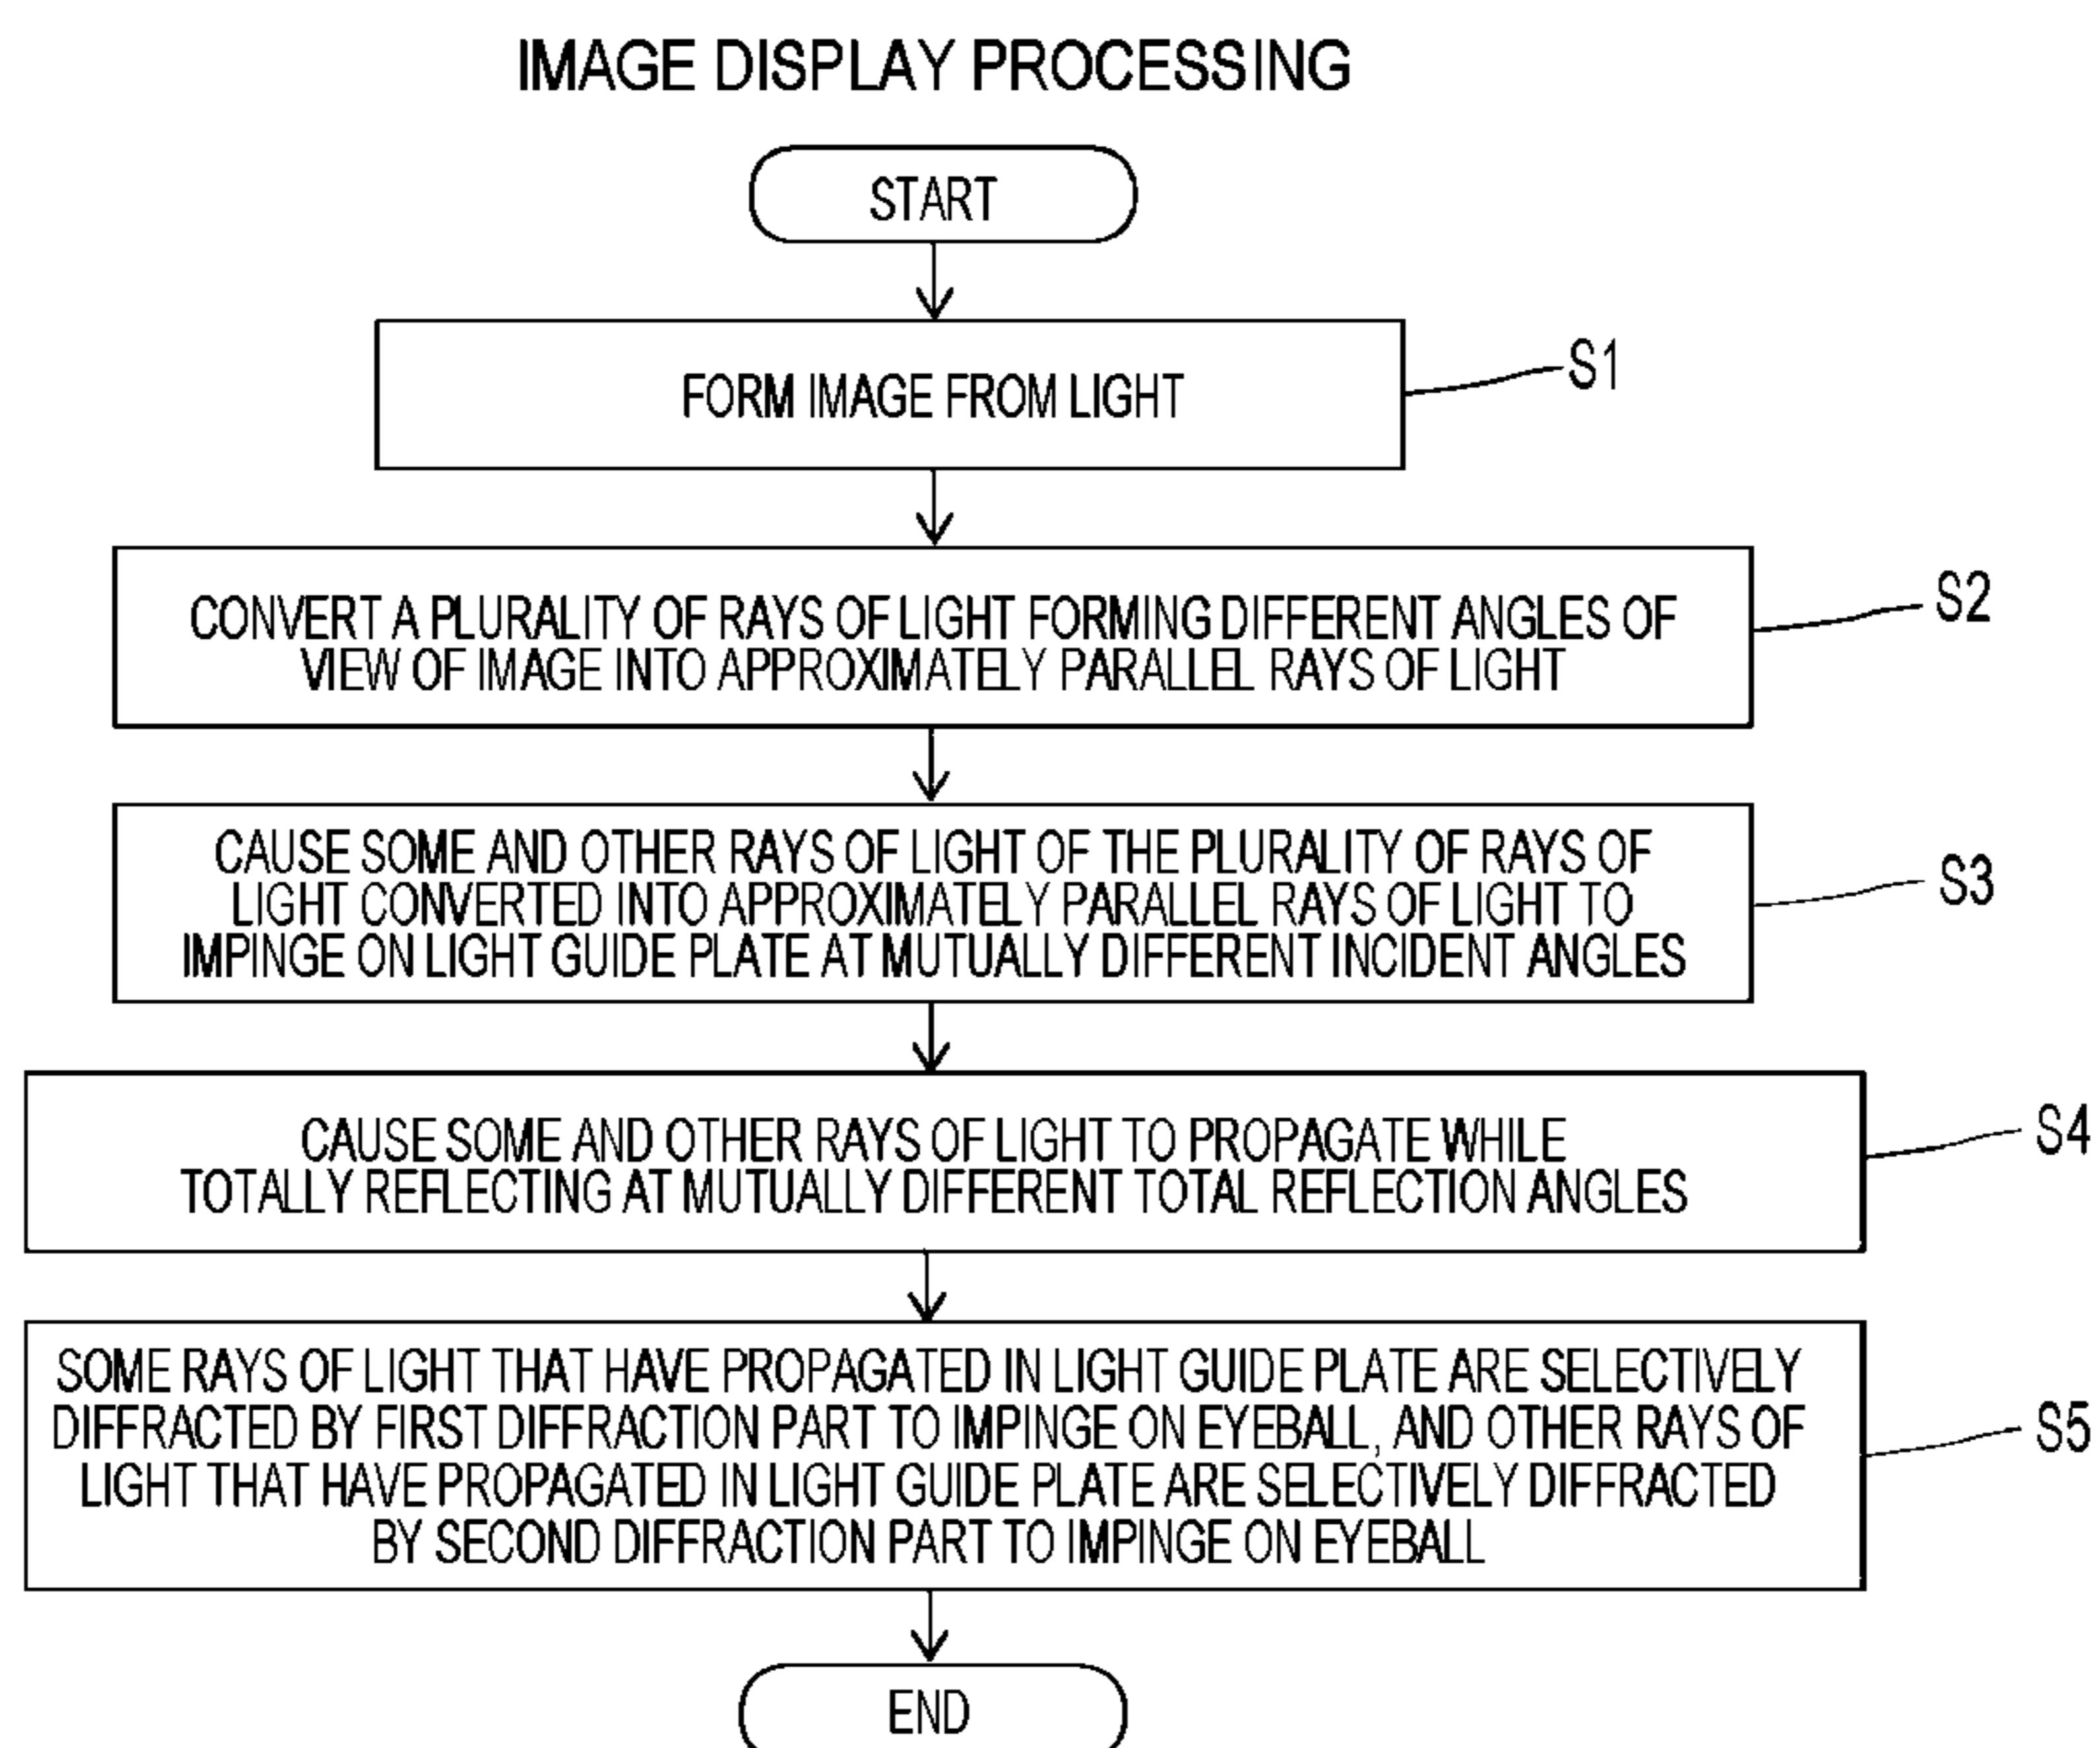 IMAGE DISPLAY PROCESSING
START
FORM IMAGE FROM LIGHT
S1
CONVERT A PLURALITY OF RAYS OF LIGHT FORMING DIFFERENT ANGLES OF
VIEW OF IMAGE INTO APPROXIMATELY PARALLEL RAYS OF LIGHT
S2
CAUSE SOME AND OTHER RAYS OF LIGHT OF THE PLURALITY OF RAYS OF
LIGHT CONVERTED INTO APPROXIMATELY PARALLEL RAYS OF LIGHT TO
IMPINGE ON LIGHT GUIDE PLATE AT MUTUALLY DIFFERENT INCIDENT ANGLES
S3
CAUSE SOME AND OTHER RAYS OF LIGHT TO PROPAGATE WHILE
TOTALLY REFLECTING AT MUTUALLY DIFFERENT TOTAL REFLECTION ANGLES
S4
SOME RAYS OF LIGHT THAT HAVE PROPAGATED IN LIGHT GUIDE PLATE ARE SELECTIVELY
DIFFRACTED BY FIRST DIFFRACTION PART TO IMPINGE ON EYEBALL, AND OTHER RAYS OF
LIGHT THAT HAVE PROPAGATED IN LIGHT GUIDE PLATE ARE SELECTIVELY DIFFRACTED
BY SECOND DIFFRACTION PART TO IMPINGE ON EYEBALL
S5
END